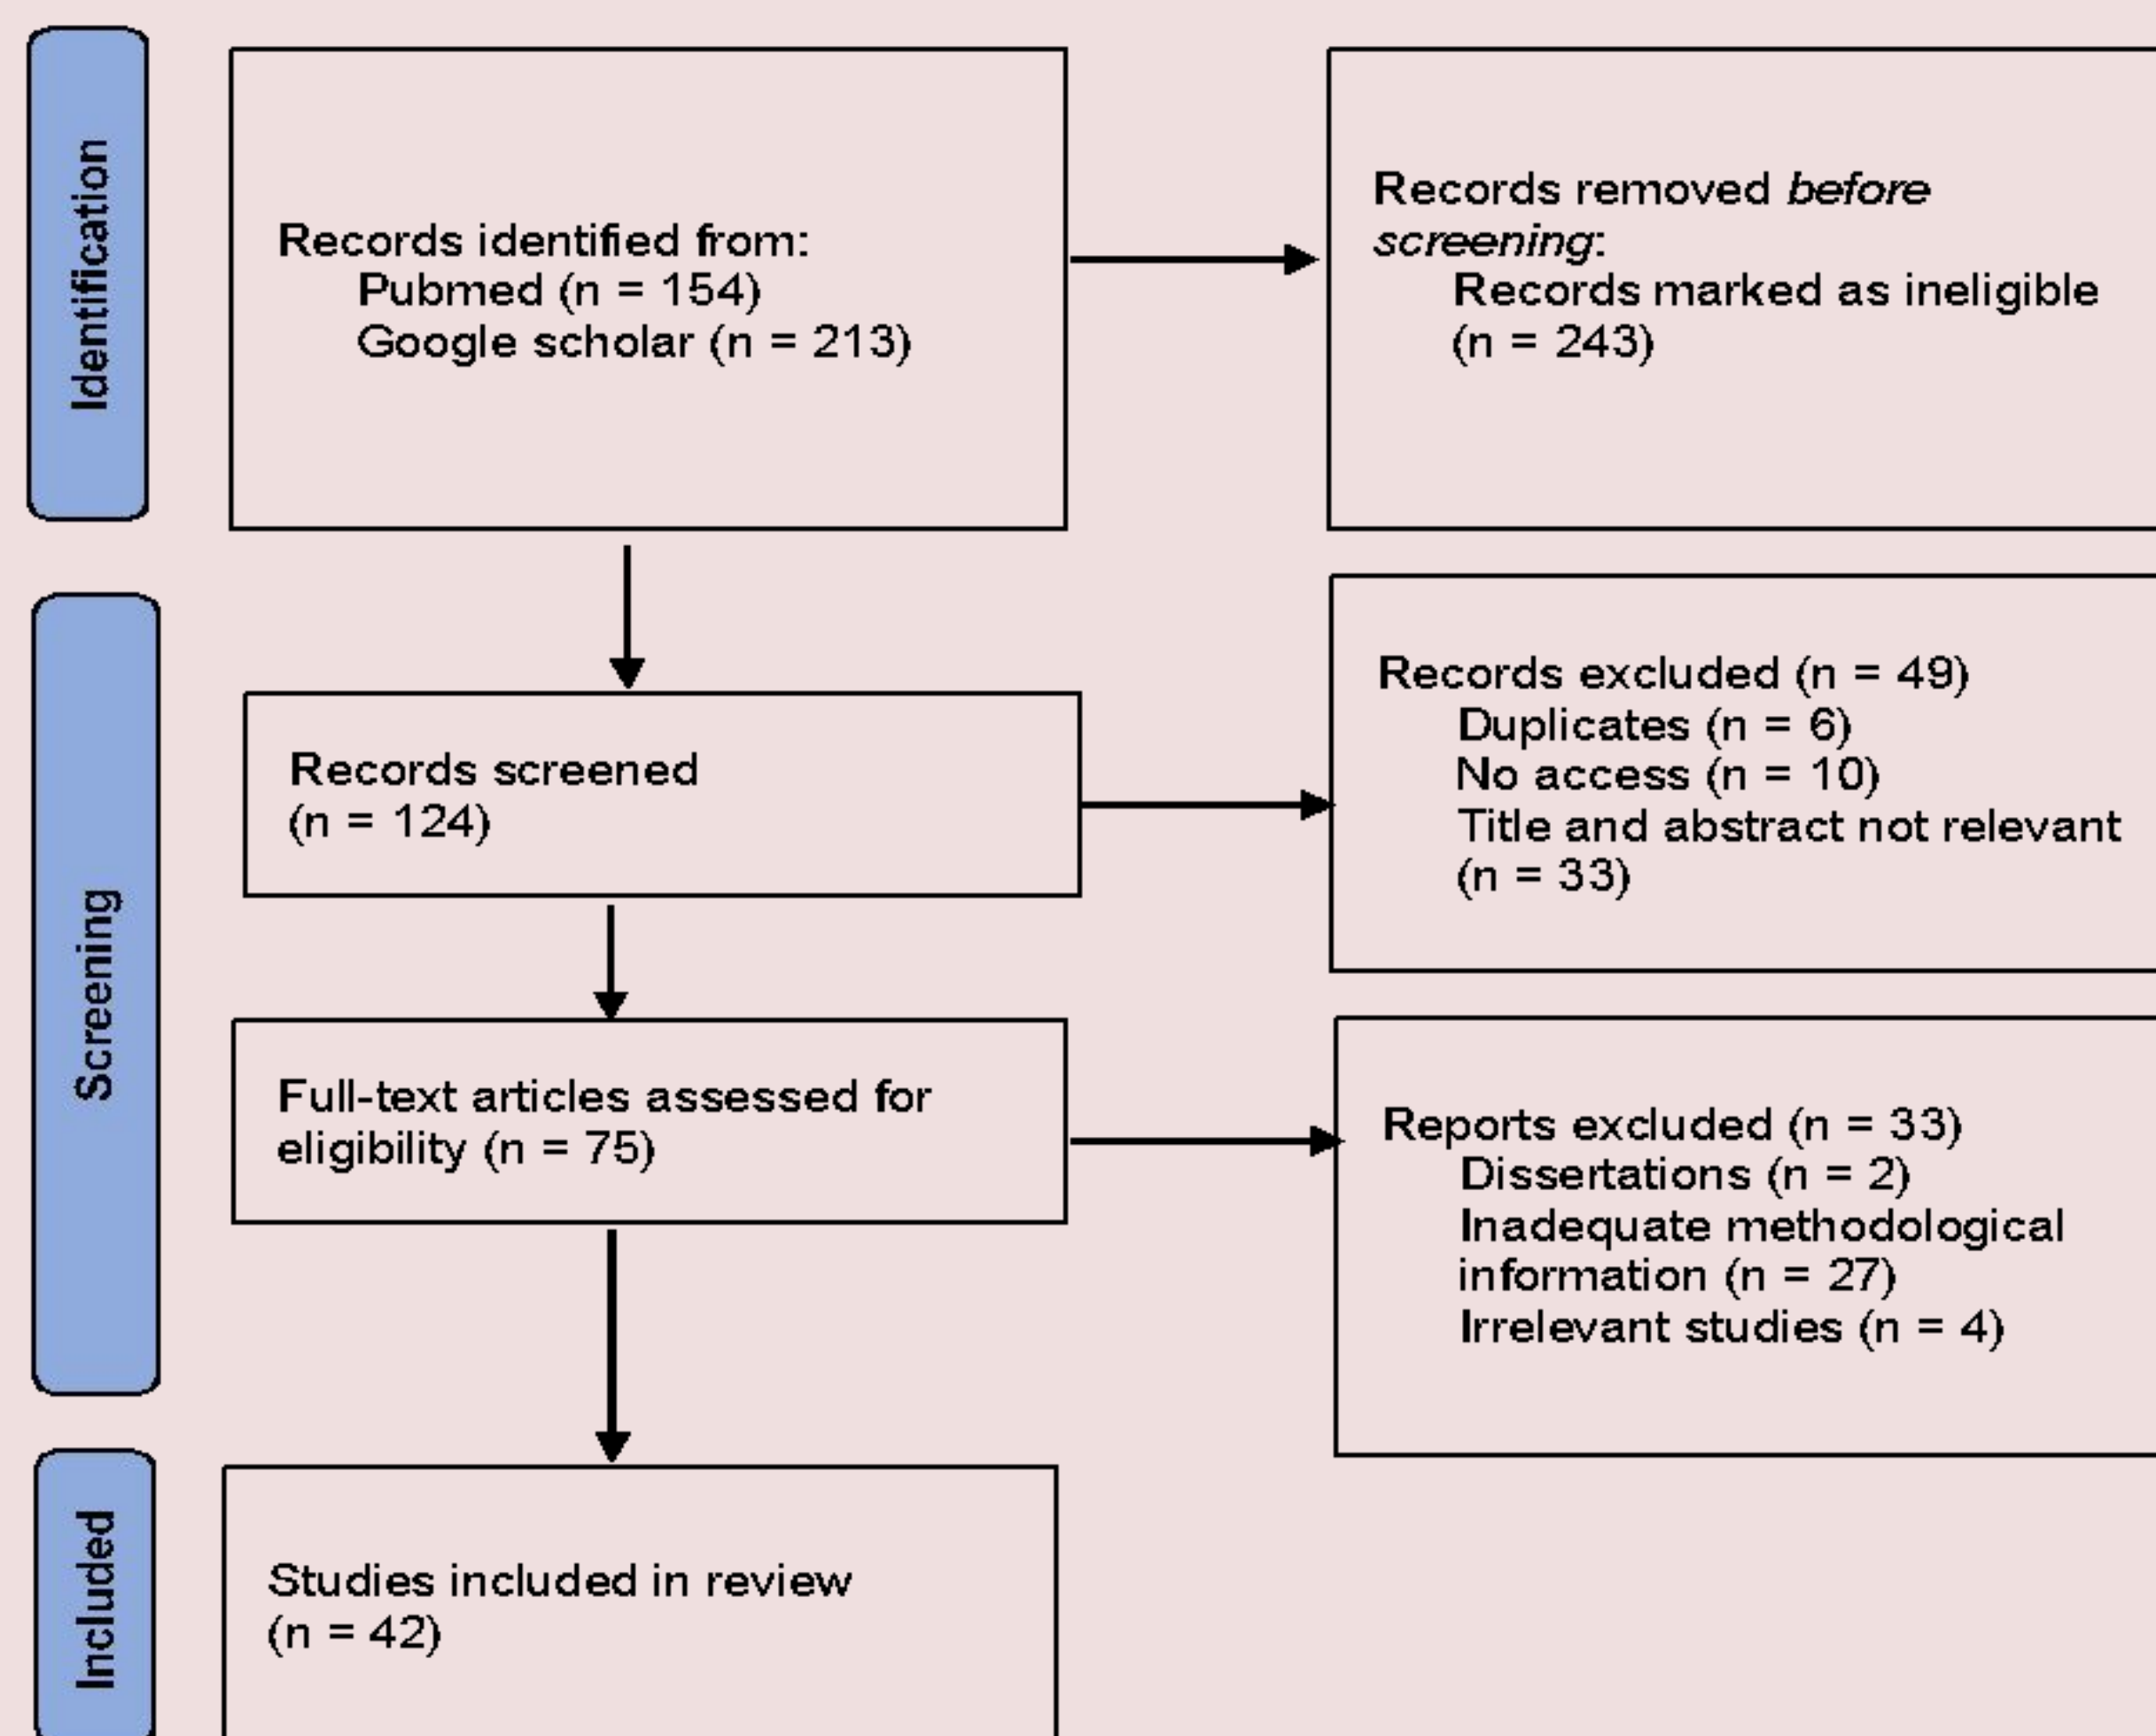 Identification
Records identified from:
Pubmed (n = 154)
Google scholar (n = 213)
Records removed before
screening:
Records marked as ineligible
(n = 243)
Screening
Records screened
(n = 124)
Records excluded (n = 49)
Duplicates (n = 6)
No access (n = 10)
Title and abstract not relevant
(n = 33)
Full-text articles assessed for
eligibility (n = 75)
Reports excluded (n = 33)
Dissertations (n = 2)
Inadequate methodological
information (n = 27)
Irrelevant studies (n = 4)
Included
Studies included in review
(n = 42)